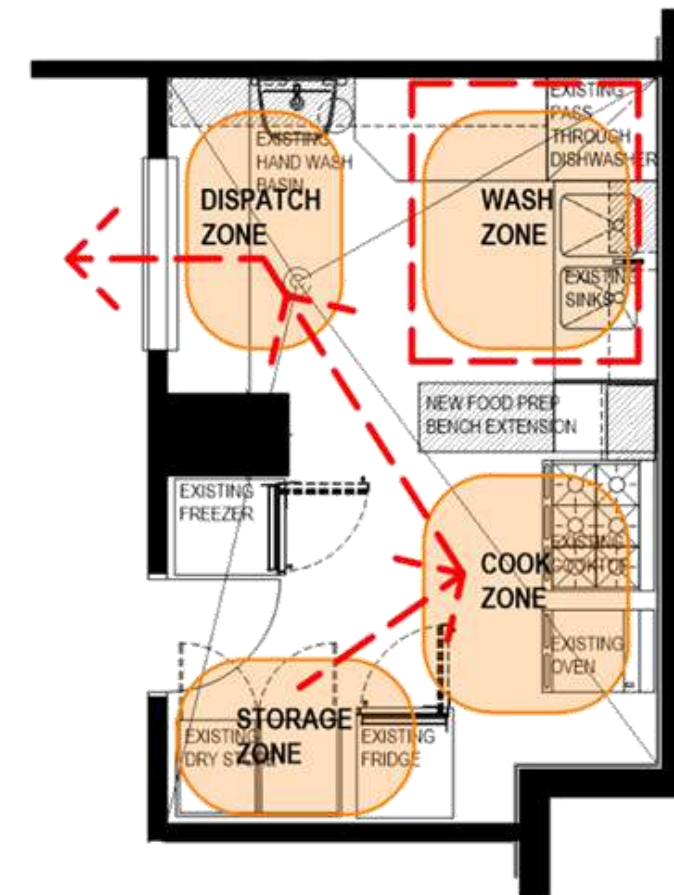 EXISTING
PASS
THROUGH
DISHWASHER
EXISTING
HAND WASH
BASIN
DISPATCH
ZONE
WASH
ZONE
EXISTING
SINKS
NEW FOOD PREP
BENCH EXTENSION
EXISTING
FREEZER
COOK
ZONE
EXISTING
COOKTOP
EXISTING
OVEN
STORAGE
ZONE
EXISTING
DRY
EXISTING
FRIDGE